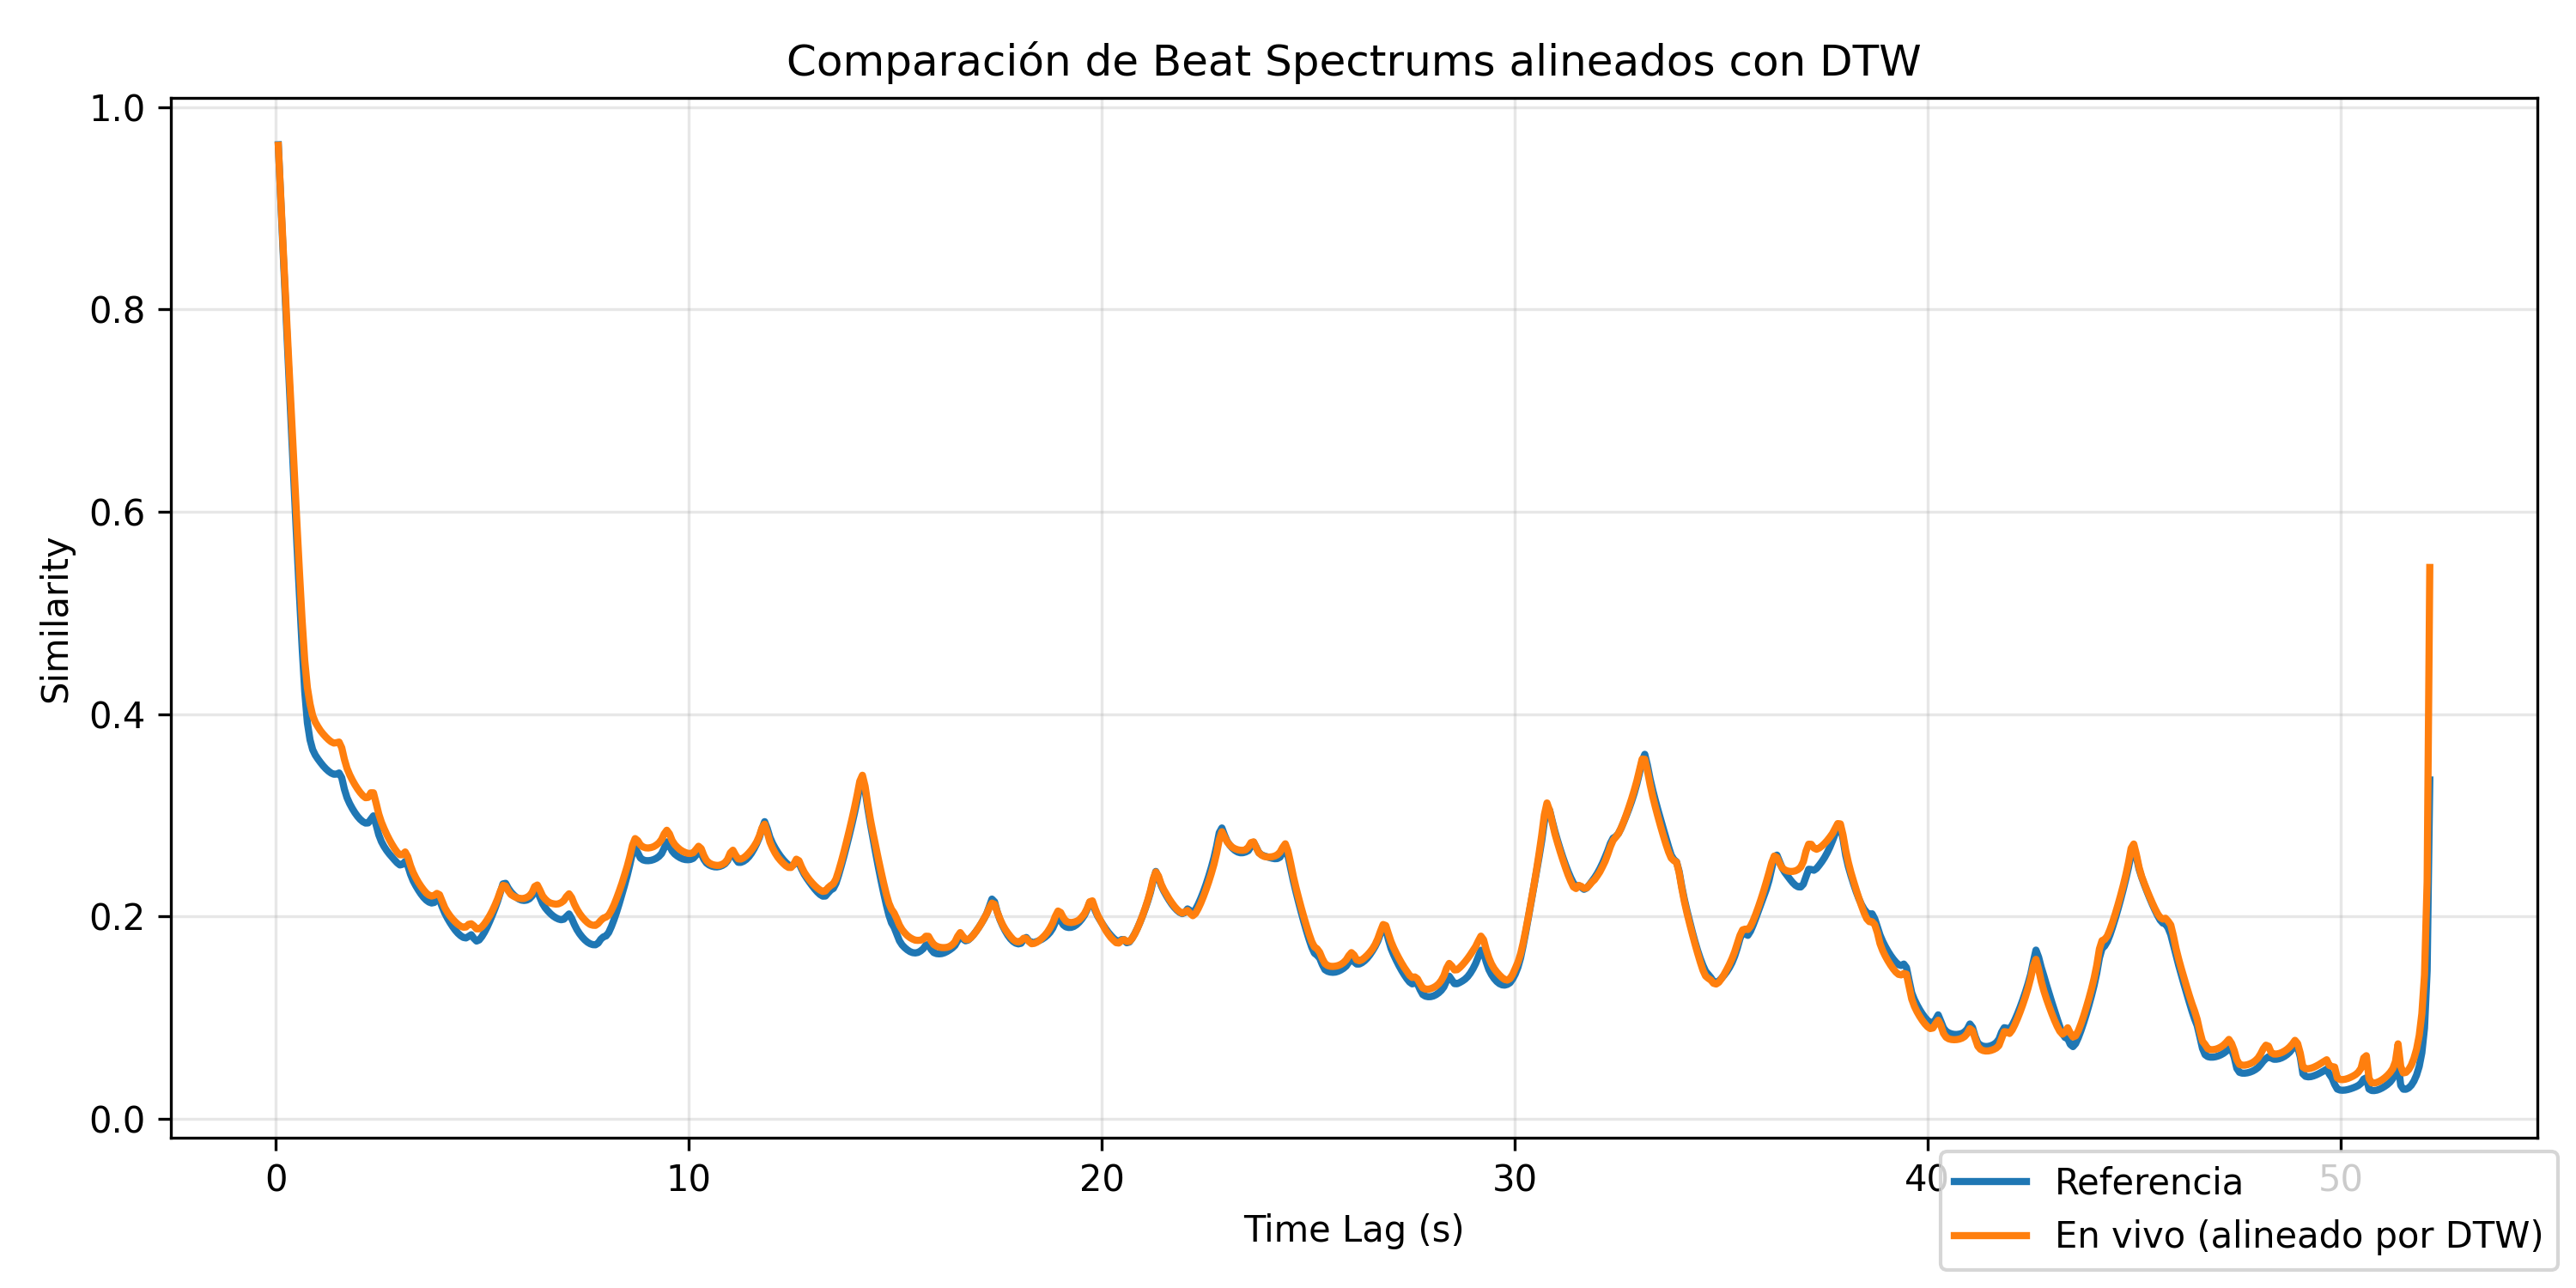 Comparación de Beat Spectrums alineados con DTW
Similarity
1.0
0.8
0.6
0.4
0.2
0.0
0 10 20 30 40 50
Time Lag (s)
Referencia
En vivo (alineado por DTW)